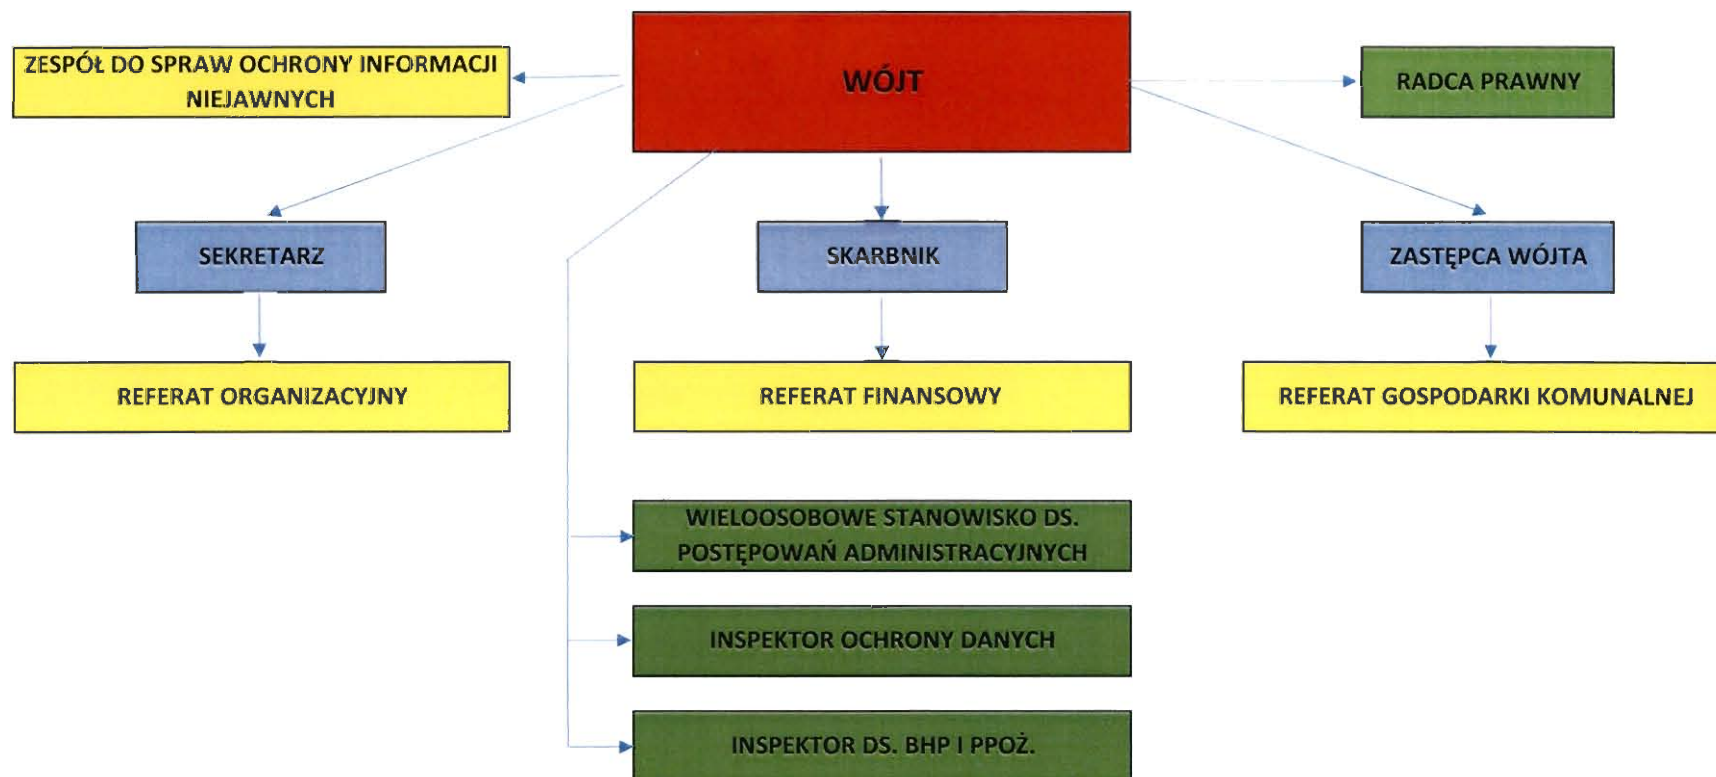 ZESPÓŁ DO SPRAW OCHRONY INFORMACJI
NIEJAWNYCH
WÓJT
RADCA PRAWNY
SEKRETARZ
SKARBNIK
ZASTĘPCA WÓJTA
REFERAT ORGANIZACYJNY
REFERAT FINANSOWY
REFERAT GOSPODARKI KOMUNALNEJ
WIELOOSOBOWE STANOWISKO DS.
POSTĘPOWAŃ ADMINISTRACYJNYCH
INSPEKTOR OCHRONY DANYCH
INSPEKTOR DS. BHP I PPOŻ.